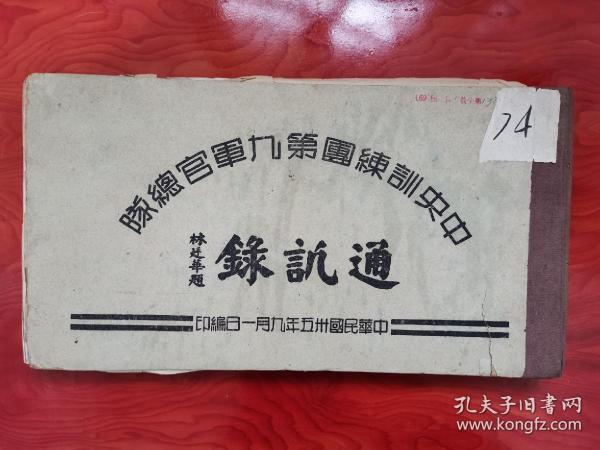 74
中央訓練團第九軍官總隊
通訊錄
林廷華題
中華民國卅五年九月一日編印
孔夫子旧书网
www.kongfz.com